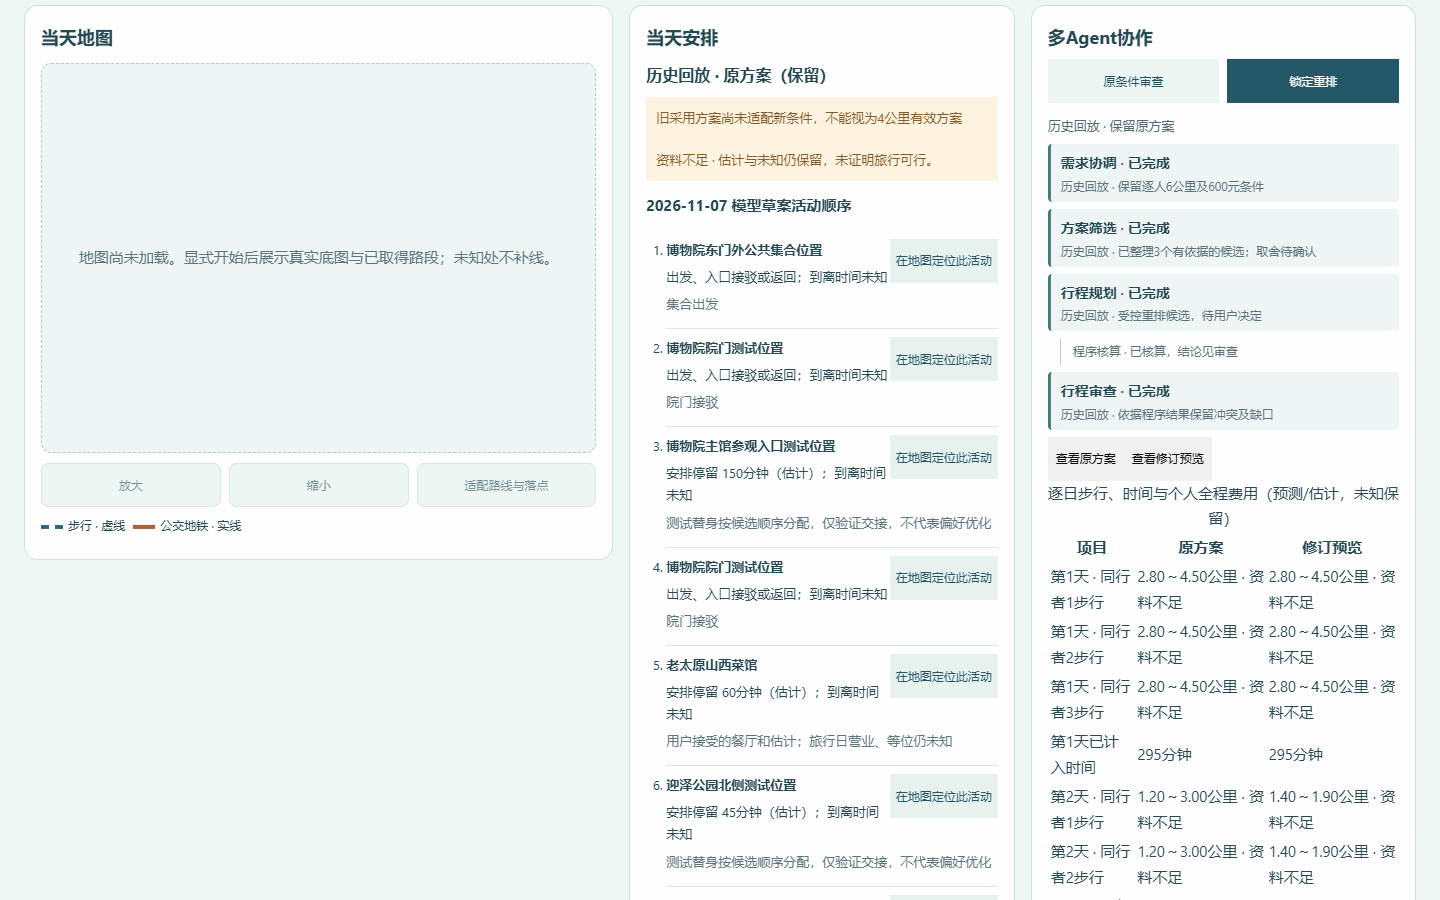 当天地图
地图尚未加载。显式开始后展示真实底图与已取得路段；未知处不补线。
放大
缩小
适配路线与落点
步行 · 虚线
公交地铁 · 实线
当天安排
历史回放 · 原方案（保留）
旧采用方案尚未适配新条件，不能视为4公里有效方案
资料不足 · 估计与未知仍保留，未证明旅行可行。
2026-11-07 模型草案活动顺序
1. 博物院东门外公共集合位置
出发、入口接驳或返回；到离时间未知
集合出发
在地图定位此活动
2. 博物院院门测试位置
出发、入口接驳或返回；到离时间未知
院门接驳
在地图定位此活动
3. 博物院主馆参观入口测试位置
安排停留 150分钟（估计）；到离时间
未知
测试替身按候选顺序分配，仅验证交接，不代表偏好优化
在地图定位此活动
4. 博物院院门测试位置
出发、入口接驳或返回；到离时间未知
院门接驳
在地图定位此活动
5. 老太原山西菜馆
安排停留 60分钟（估计）；到离时间
未知
用户接受的餐厅和估计；旅行日营业、等位仍未知
在地图定位此活动
6. 迎泽公园北侧测试位置
安排停留 45分钟（估计）；到离时间
未知
测试替身按候选顺序分配，仅验证交接，不代表偏好优化
在地图定位此活动
多Agent协作
原条件审查
锁定重排
历史回放 · 保留原方案
需求协调 · 已完成
历史回放 · 保留逐人6公里及600元条件
方案筛选 · 已完成
历史回放 · 已整理3个有依据的候选；取舍待确认
行程规划 · 已完成
历史回放 · 受控重排候选，待用户决定
程序核算 · 已核算，结论见审查
行程审查 · 已完成
历史回放 · 依据程序结果保留冲突及缺口
查看原方案 查看修订预览
逐日步行、时间与个人全程费用（预测/估计，未知保
留）
项目 原方案 修订预览
第1天 · 同行 2.80～4.50公里 · 资 2.80～4.50公里 · 资
者1步行 料不足 料不足
第1天 · 同行 2.80～4.50公里 · 资 2.80～4.50公里 · 资
者2步行 料不足 料不足
第1天 · 同行 2.80～4.50公里 · 资 2.80～4.50公里 · 资
者3步行 料不足 料不足
第1天已计
入时间 295分钟 295分钟
第2天 · 同行 1.20～3.00公里 · 资 1.40～1.90公里 · 资
者1步行 料不足 料不足
第2天 · 同行 1.20～3.00公里 · 资 1.40～1.90公里 · 资
者2步行 料不足 料不足